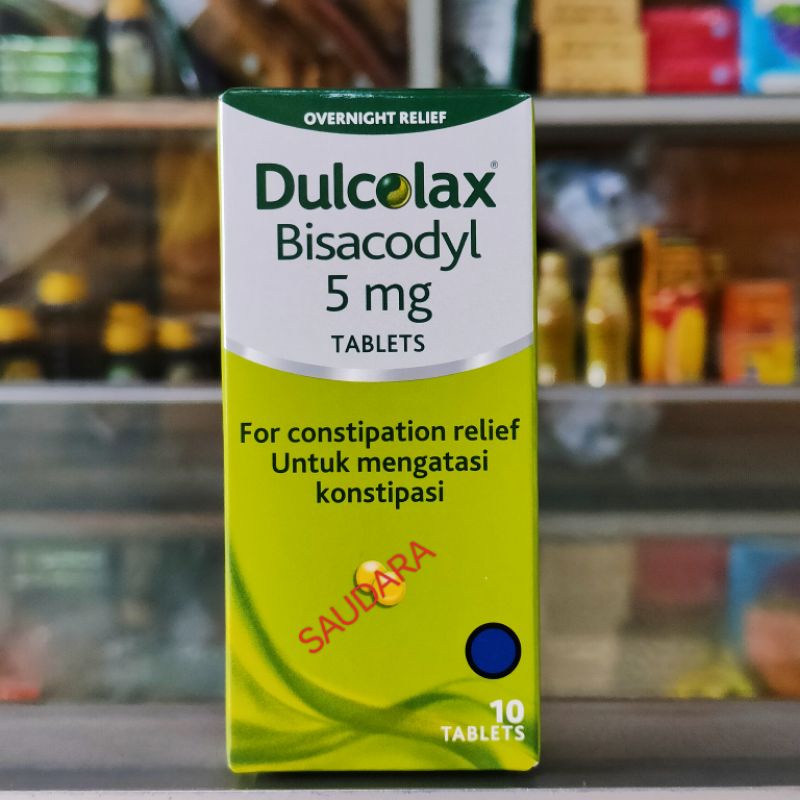 OVERNIGHT RELIEF
Dulcolax®
Bisacodyl
5 mg
TABLETS
For constipation relief
Untuk mengatasi
konstipasi
SAUDARA
10
TABLETS